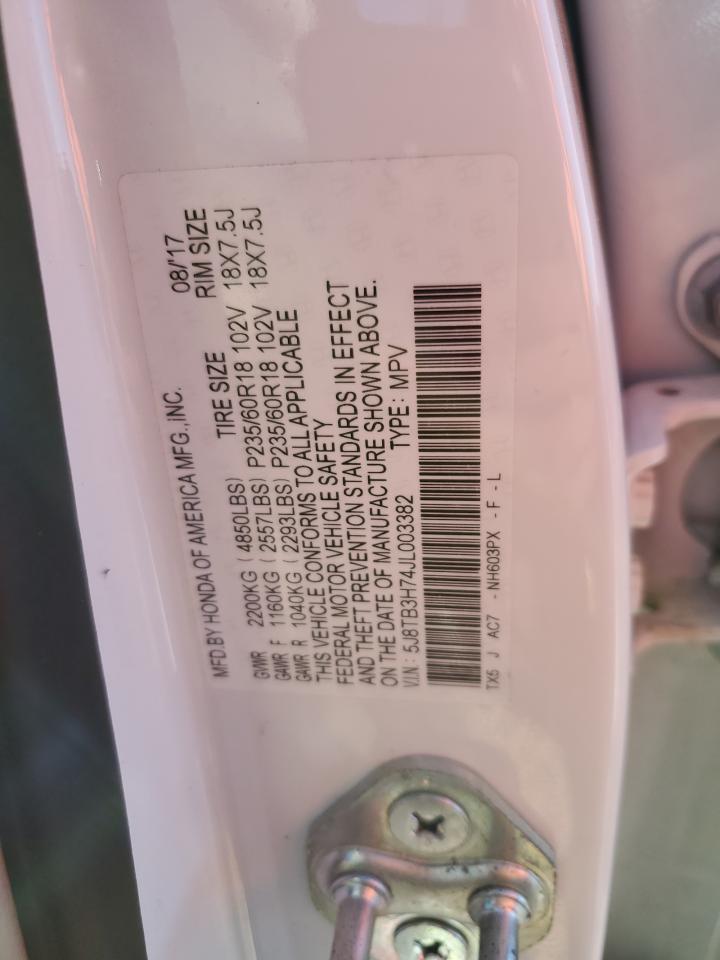 MFD.BY HONDA OF AMERICA MFG.,INC. 08/'17
TIRE SIZE RIM SIZE
GVWR 2200KG (4850LBS)
GAWR F 1160KG (2557LBS) P235/60R18 102V 18X7.5J
GAWR R 1040KG (2293LBS) P235/60R18 102V 18X7.5J
THIS VEHICLE CONFORMS TO ALL APPLICABLE
FEDERAL MOTOR VEHICLE SAFETY
AND THEFT PREVENTION STANDARDS IN EFFECT
ON THE DATE OF MANUFACTURE SHOWN ABOVE.
V.I.N.: 5J8TB3H74JL003382 TYPE: MPV
TX5 J AC7 - NH603PX - F - L